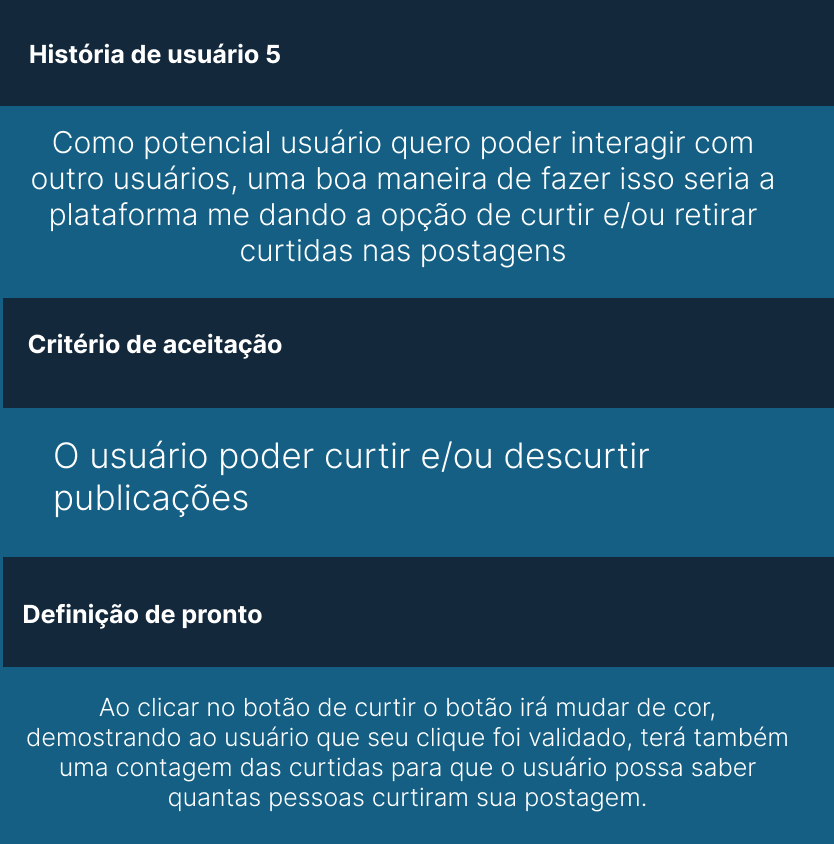 História de usuário 5
Como potencial usuário quero poder interagir com
outro usuários, uma boa maneira de fazer isso seria a
plataforma me dando a opção de curtir e/ou retirar
curtidas nas postagens
Critério de aceitação
O usuário poder curtir e/ou descurtir
publicações
Definição de pronto
Ao clicar no botão de curtir o botão irá mudar de cor,
demostrando ao usuário que seu clique foi validado, terá também
uma contagem das curtidas para que o usuário possa saber
quantas pessoas curtiram sua postagem.